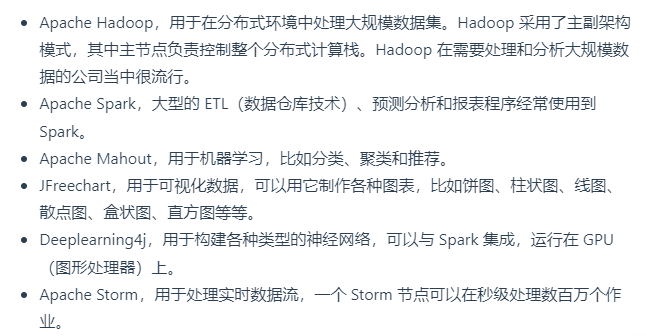 Apache Hadoop，用于在分布式环境中处理大规模数据集。Hadoop 采用了主副架构
模式，其中主节点负责控制整个分布式计算栈。Hadoop 在需要处理和分析大规模数
据的公司当中很流行。
Apache Spark，大型的 ETL（数据仓库技术）、预测分析和报表程序经常使用到
Spark。
Apache Mahout，用于机器学习，比如分类、聚类和推荐。
JFreechart，用于可视化数据，可以用它制作各种图表，比如饼图、柱状图、线图、
散点图、盒状图、直方图等等。
Deeplearning4j，用于构建各种类型的神经网络，可以与 Spark 集成，运行在 GPU
（图形处理器）上。
Apache Storm，用于处理实时数据流，一个 Storm 节点可以在秒级处理数百万个作
业。